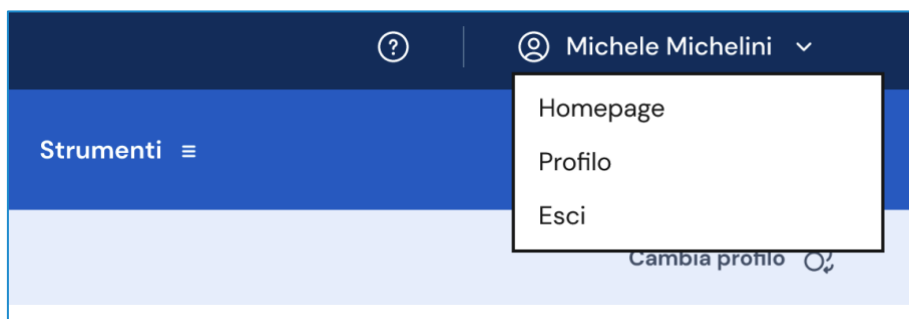 ?
Michele Michelini
Homepage
Strumenti
Profilo
Esci
Cambia profilo